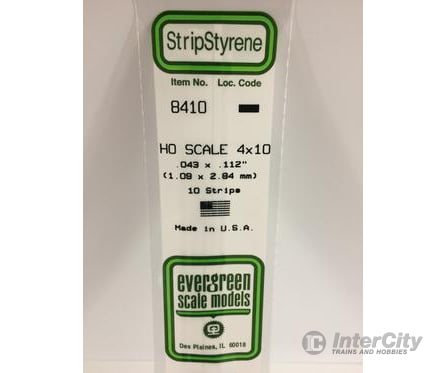 StripStyrene
Item No. Loc. Code
8410
HO SCALE 4x10
.043 x .112"
(1.09 x 2.84 mm)
10 Strips
Made in U.S.A.
evergreen
scale models
Des Plaines, IL 60018
InterCity
TRAINS AND HOBBIES